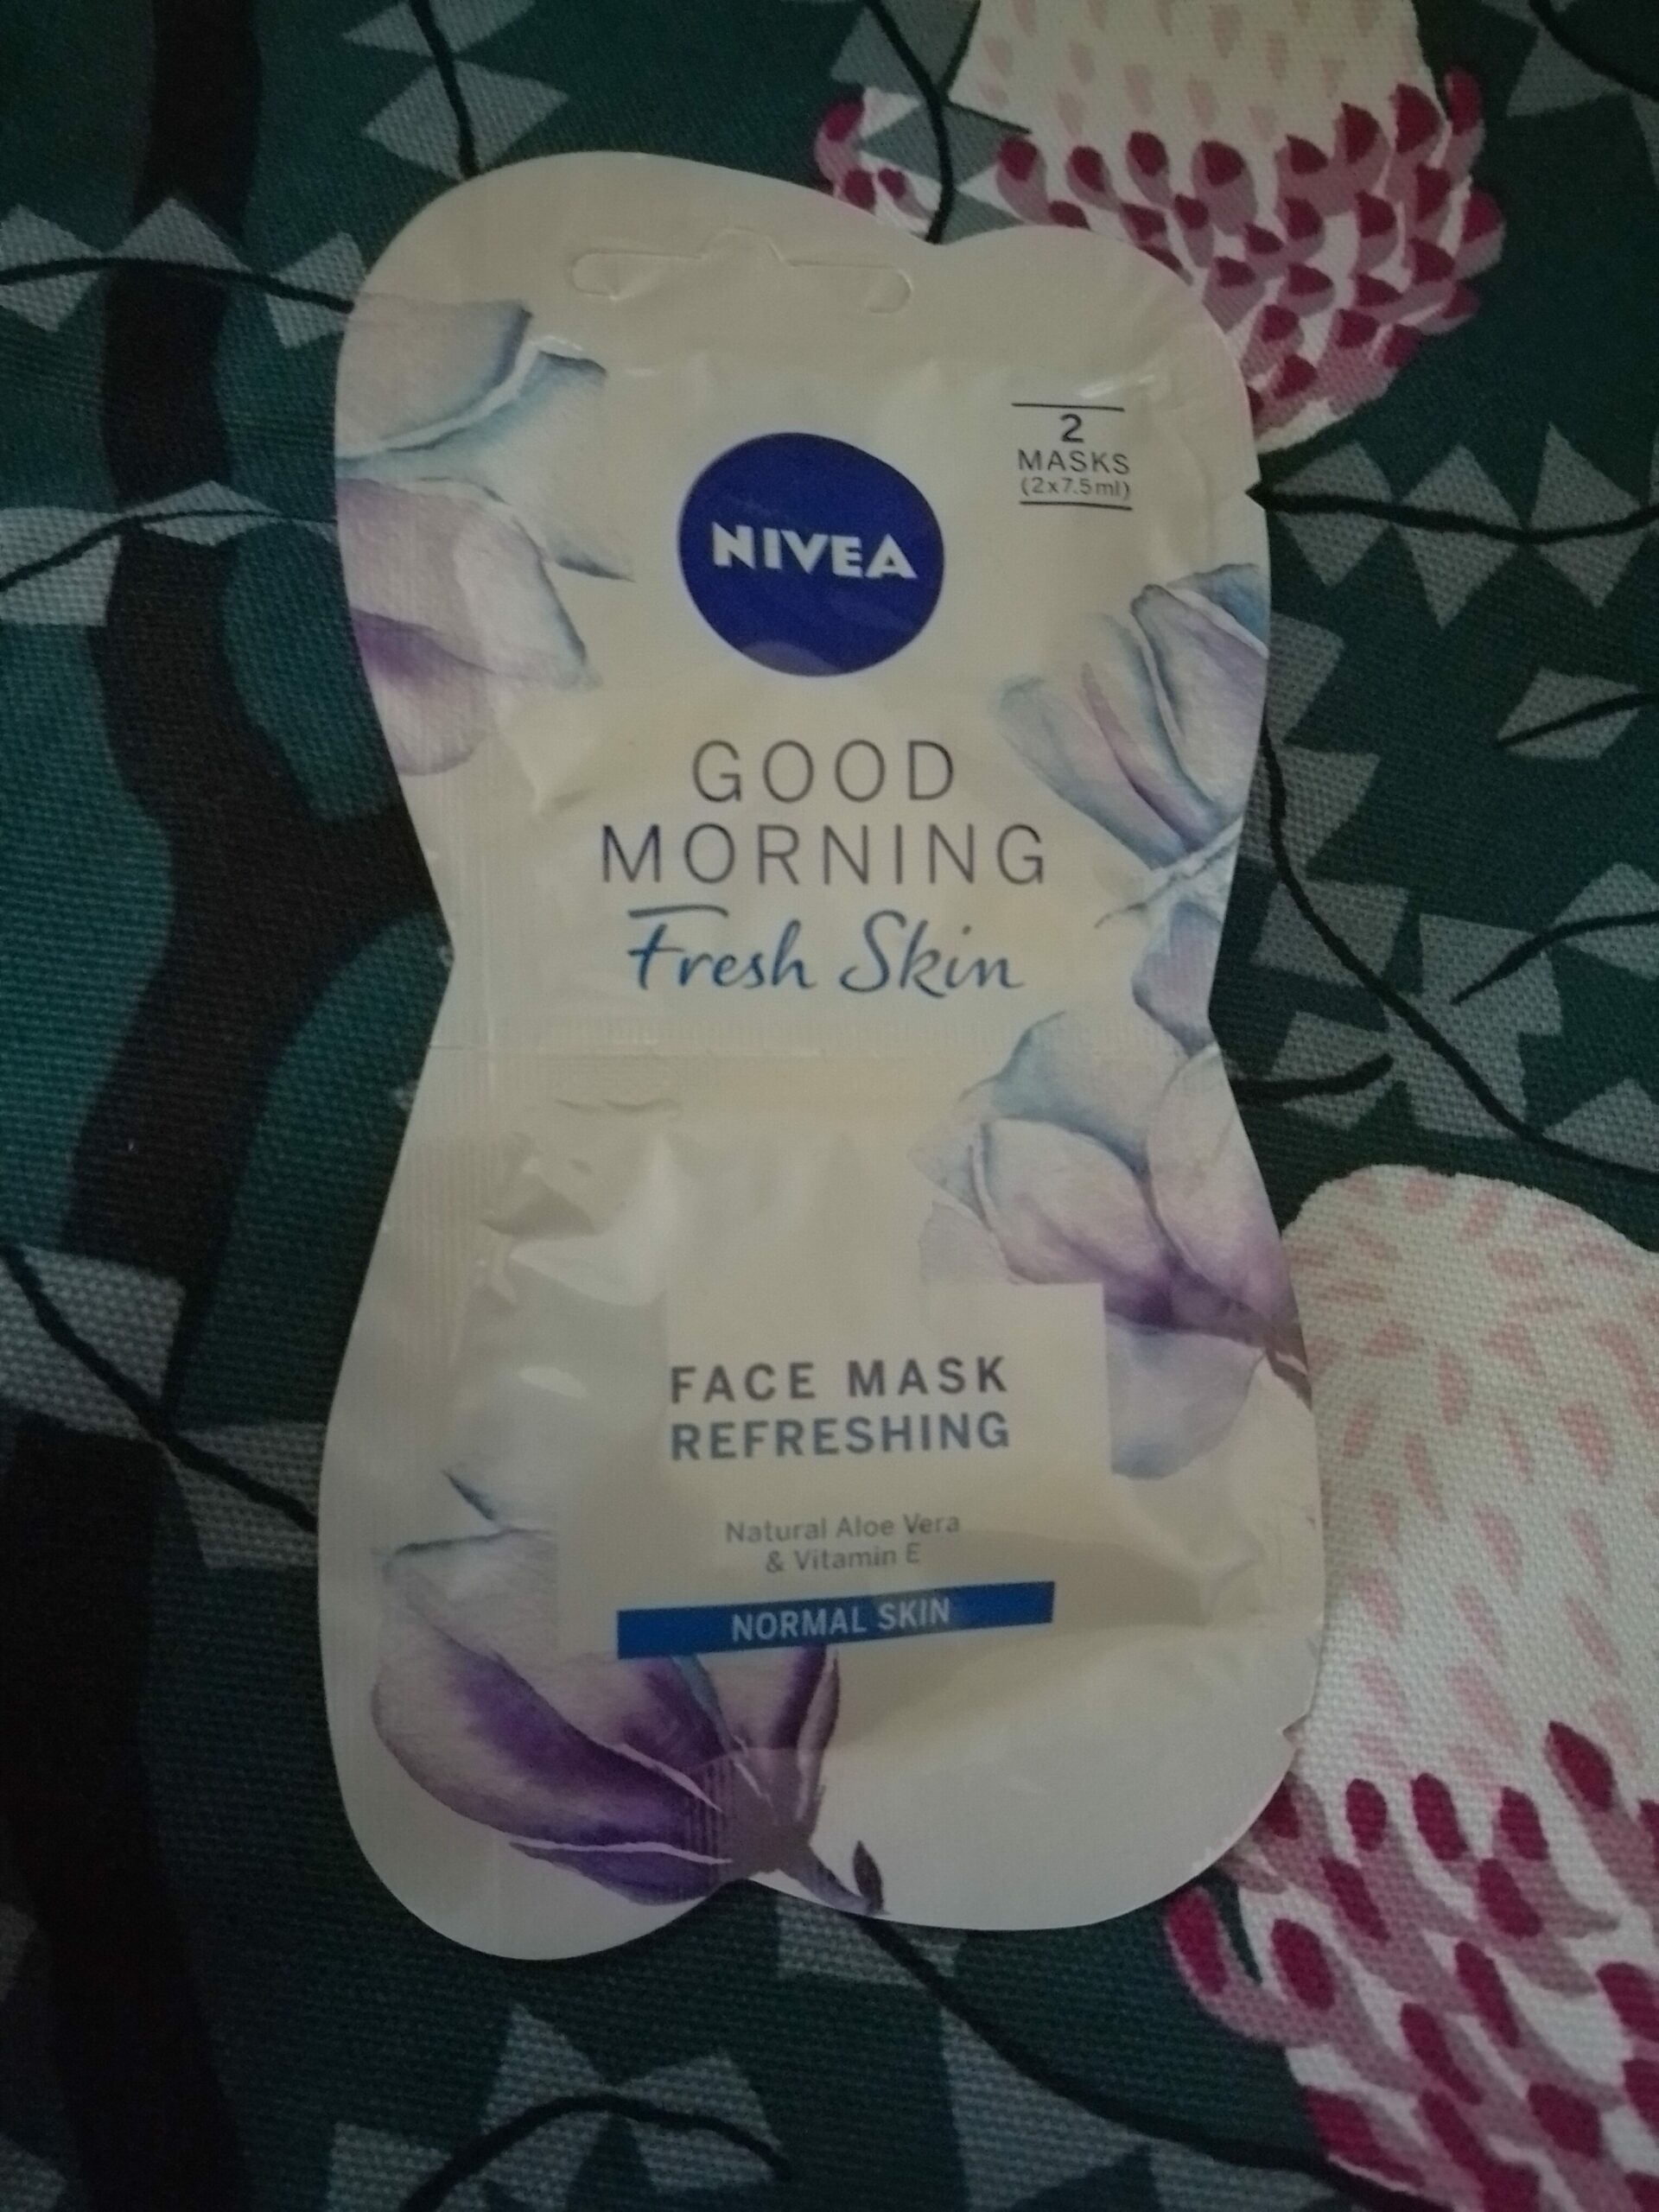 NIVEA
2
MASKS
(2x7.5ml)
GOOD
MORNING
Fresh Skin
FACE MASK
REFRESHING
Natural Aloe Vera
& Vitamin E
NORMAL SKIN